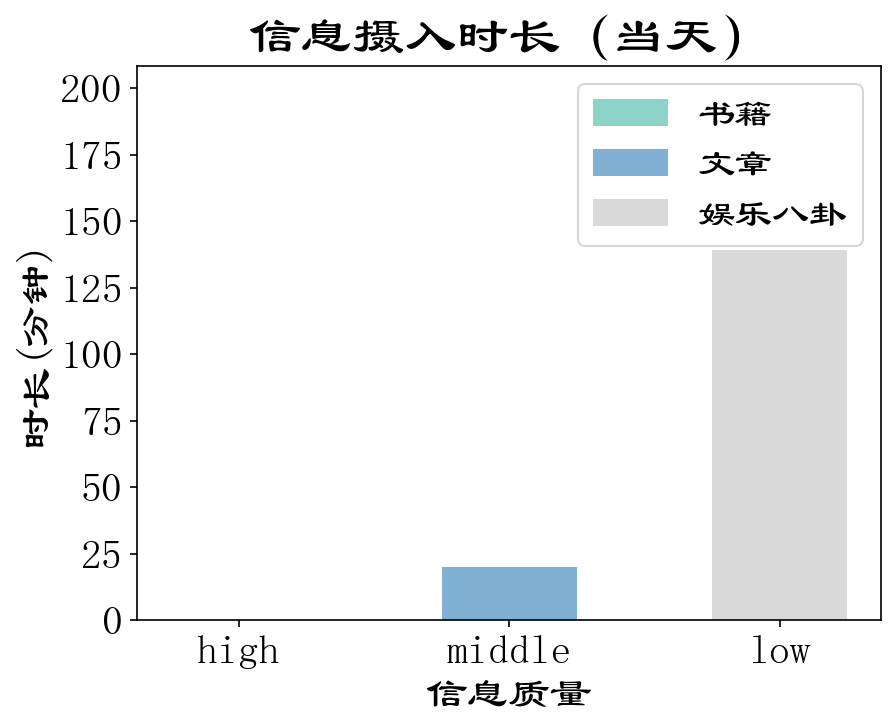 信息摄入时长（当天）
时长(分钟)
200
175
150
125
100
75
50
25
0
书籍
文章
娱乐八卦
high middle low
信息质量